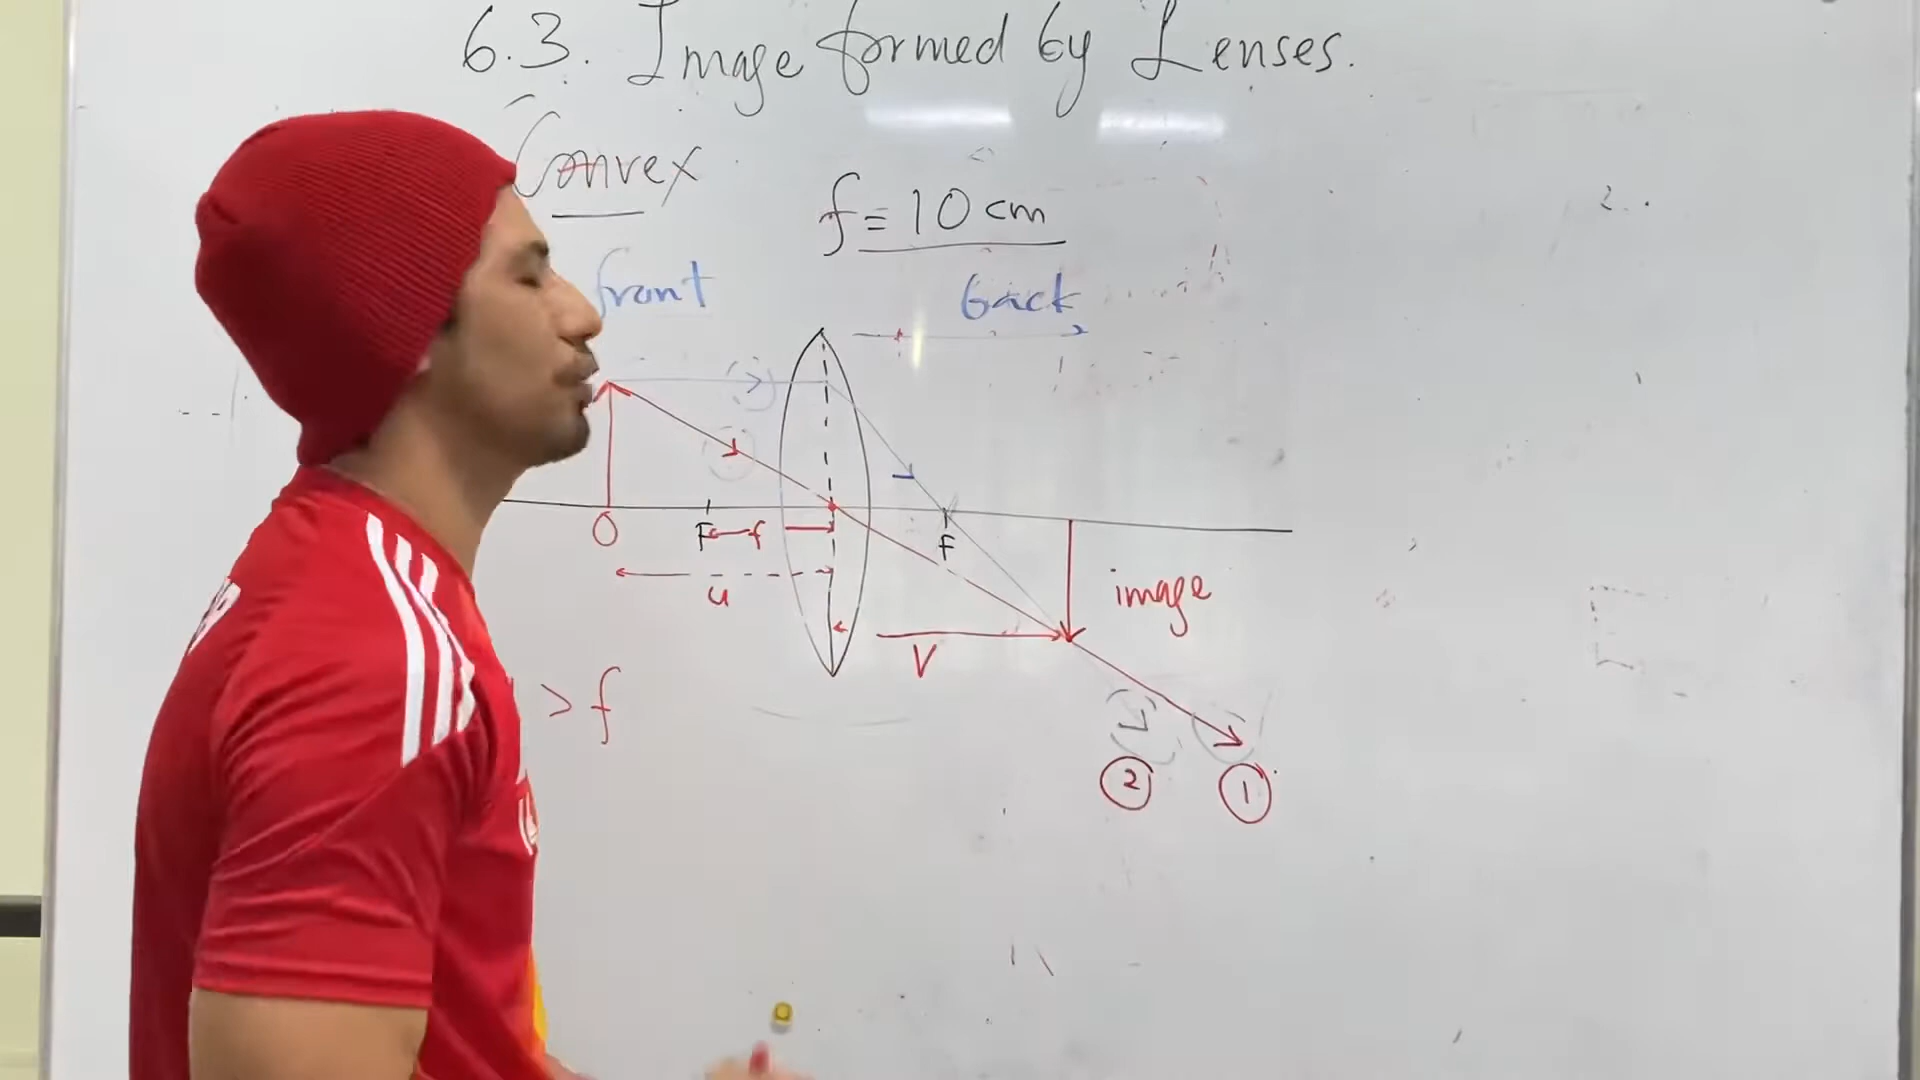 6.3. Image formed by Lenses.
Convex
f = 10 cm
front
back
O
F
f
F
u
image
V
> f
2
1